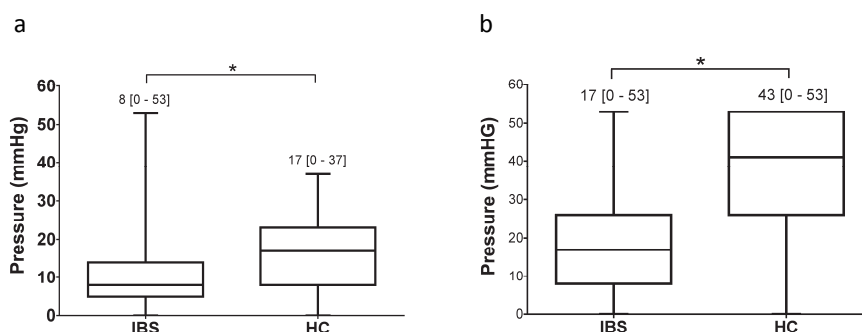 a
*
60
8 [0 - 53]
50
40
17 [0 - 37]
30
20
10
0
Pressure (mmHg)
IBS
HC
b
*
60
17 [0 - 53]
43 [0 - 53]
50
40
30
20
10
0
Pressure (mmHG)
IBS
HC